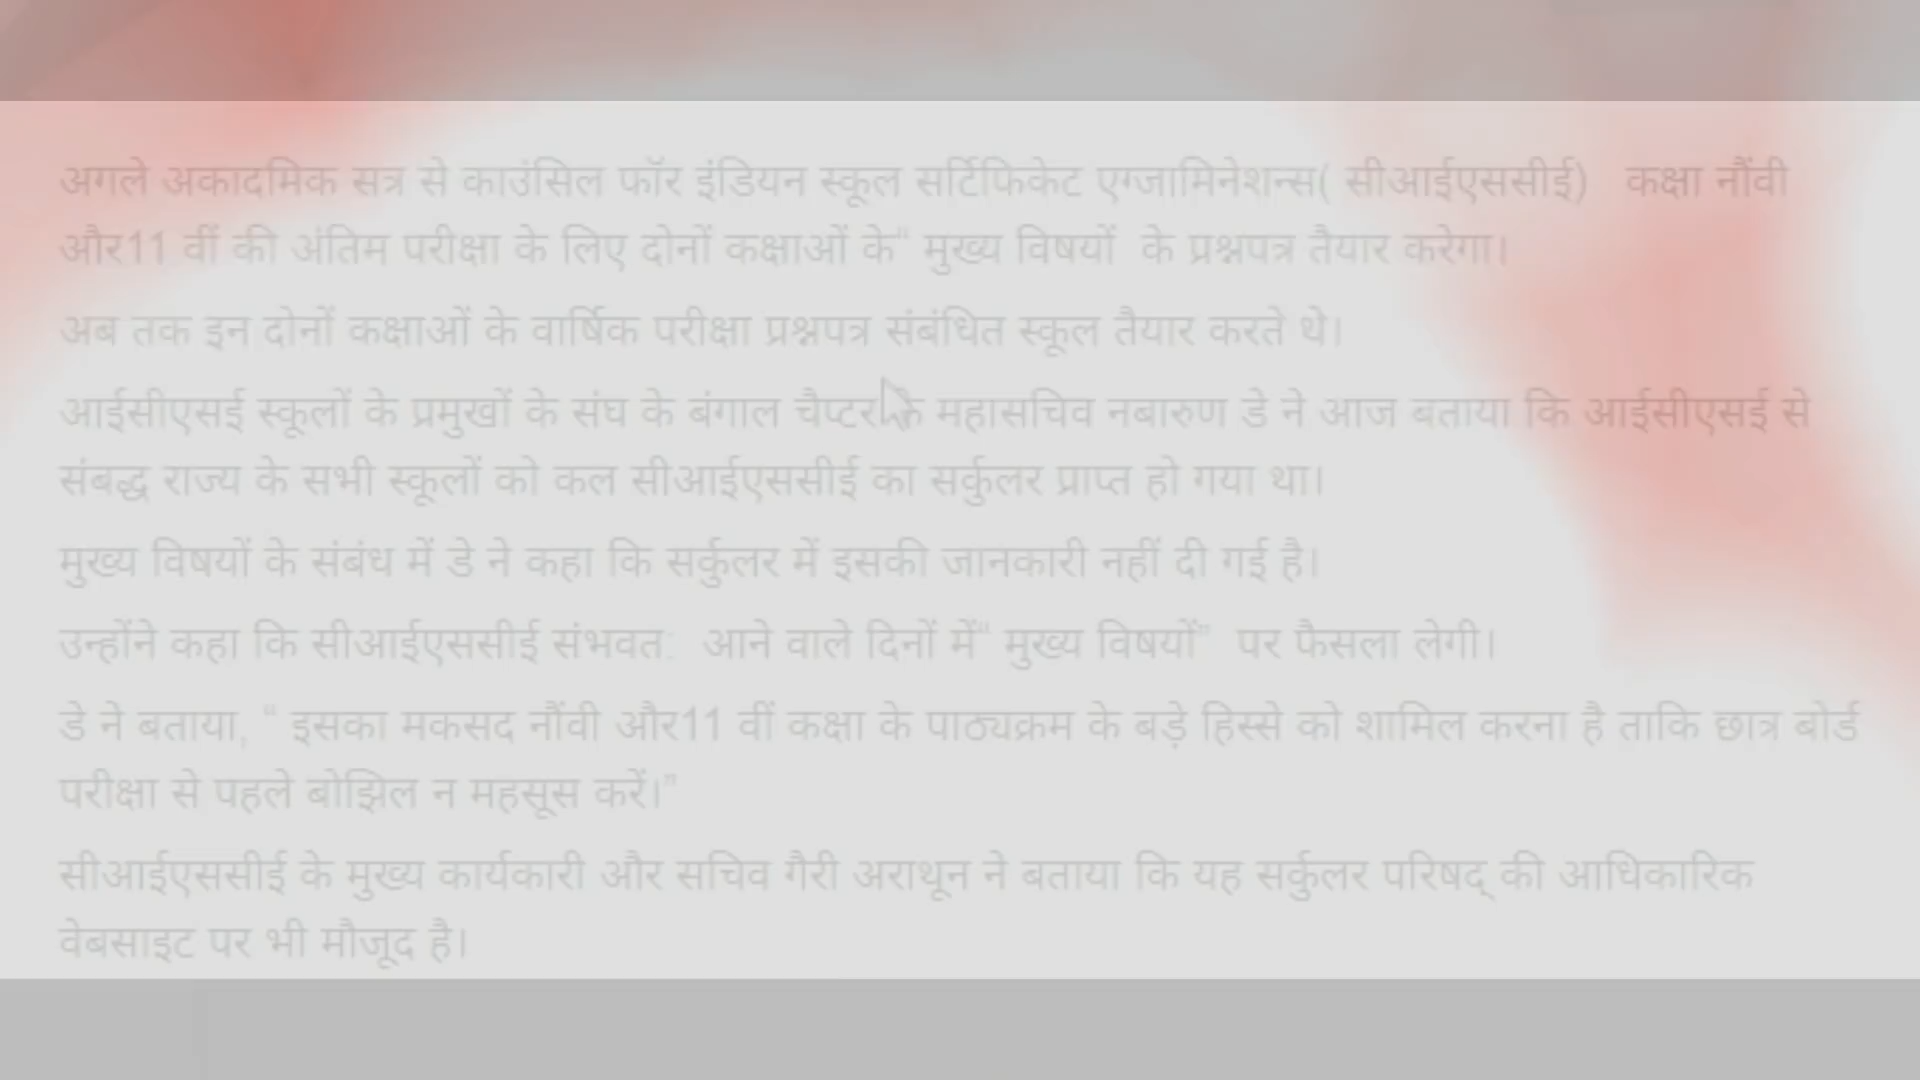 अगले अकादमिक सत्र से काउंसिल फॉर इंडियन स्कूल सर्टिफिकेट एग्जामिनेशन्स( सीआईएससीई) कक्षा नौंवी
और11 वीं की अंतिम परीक्षा के लिए दोनों कक्षाओं के“ मुख्य विषयों के प्रश्नपत्र तैयार करेगा।
अब तक इन दोनों कक्षाओं के वार्षिक परीक्षा प्रश्नपत्र संबंधित स्कूल तैयार करते थे।
आईसीएसई स्कूलों के प्रमुखों के संघ के बंगाल चैप्टर के महासचिव नबारुण डे ने आज बताया कि आईसीएसई से
संबद्ध राज्य के सभी स्कूलों को कल सीआईएससीई का सर्कुलर प्राप्त हो गया था।
मुख्य विषयों के संबंध में डे ने कहा कि सर्कुलर में इसकी जानकारी नहीं दी गई है।
उन्होंने कहा कि सीआईएससीई संभवत: आने वाले दिनों में“ मुख्य विषयों” पर फैसला लेगी।
डे ने बताया, “ इसका मकसद नौंवी और11 वीं कक्षा के पाठ्यक्रम के बड़े हिस्से को शामिल करना है ताकि छात्र बोर्ड
परीक्षा से पहले बोझिल न महसूस करें।”
सीआईएससीई के मुख्य कार्यकारी और सचिव गैरी अराथून ने बताया कि यह सर्कुलर परिषद् की आधिकारिक
वेबसाइट पर भी मौजूद है।